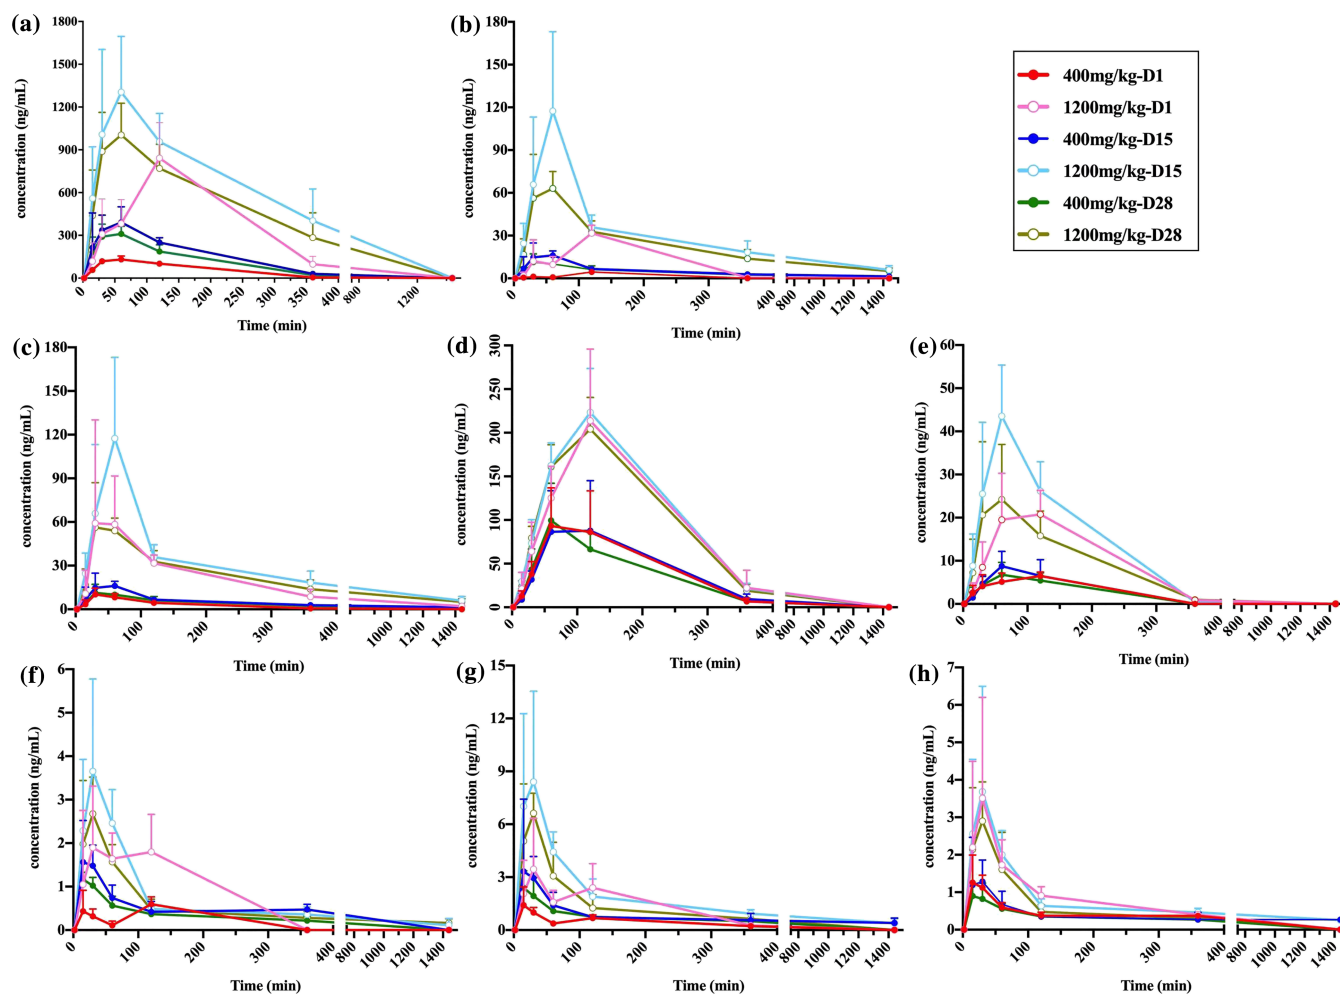 (a)
concentration (ng/mL)
1800
1500
1200
900
600
300
0
0 50 100 150 200 250 300 350 400 800 1200
Time (min)
(b)
concentration (ng/mL)
180
150
120
90
60
30
0
0 100 200 300 400 800 1000 1200 1400
Time (min)
400mg/kg-D1
1200mg/kg-D1
400mg/kg-D15
1200mg/kg-D15
400mg/kg-D28
1200mg/kg-D28
(c)
concentration (ng/mL)
180
150
120
90
60
30
0
0 100 200 300 400 800 1000 1200 1400
Time (min)
(d)
concentration (ng/mL)
300
250
200
150
100
50
0
0 100 200 300 400 800 1000 1200 1400
Time (min)
(e)
concentration (ng/mL)
60
50
40
30
20
10
0
0 100 200 300 400 800 1000 1200 1400
Time (min)
(f)
concentration (ng/mL)
6
5
4
3
2
1
0
0 100 200 300 400 800 1000 1200 1400
Time (min)
(g)
concentration (ng/mL)
15
12
9
6
3
0
0 100 200 300 400 800 1000 1200 1400
Time (min)
(h)
concentration (ng/mL)
7
6
5
4
3
2
1
0
0 100 200 300 400 800 1000 1200 1400
Time (min)